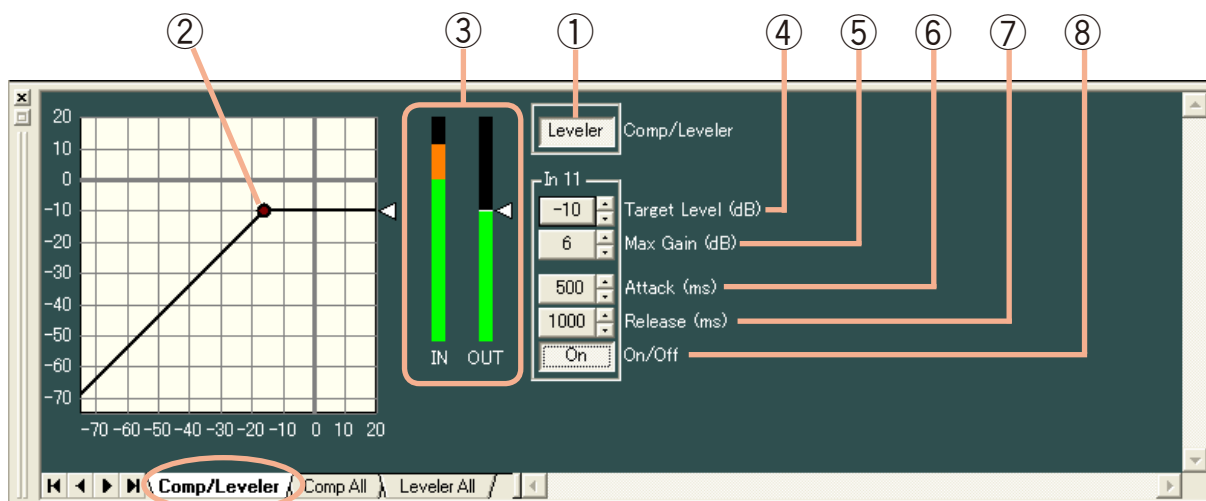 ② ③ ① ④ ⑤ ⑥ ⑦ ⑧
20
10
0
-10
-20
-30
-40
-50
-60
-70
-70 -60 -50 -40 -30 -20 -10 0 10 20
IN OUT
Leveler Comp/Leveler
In 11
-10 Target Level (dB)
6 Max Gain (dB)
500 Attack (ms)
1000 Release (ms)
On On/Off
Comp/Leveler Comp All Leveler All